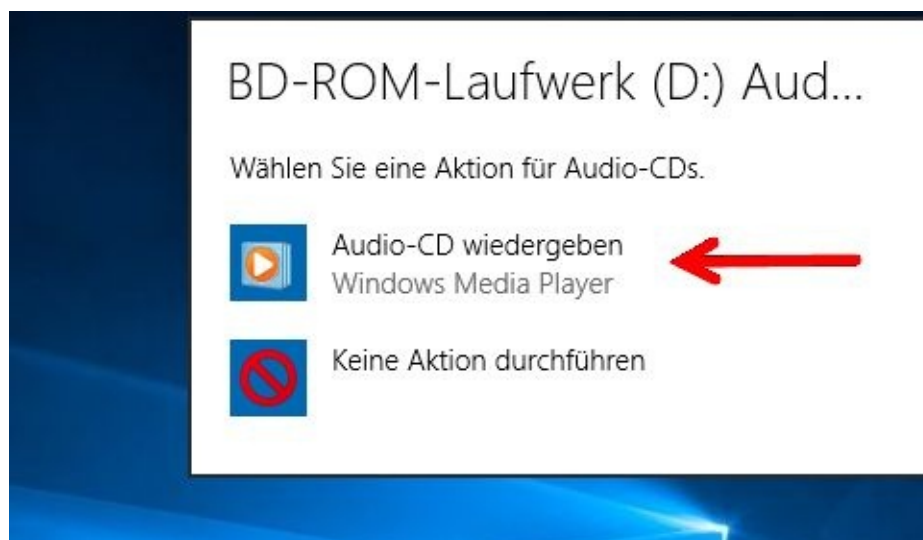 BD-ROM-Laufwerk (D:) Aud...
Wählen Sie eine Aktion für Audio-CDs.
Audio-CD wiedergeben
Windows Media Player
Keine Aktion durchführen